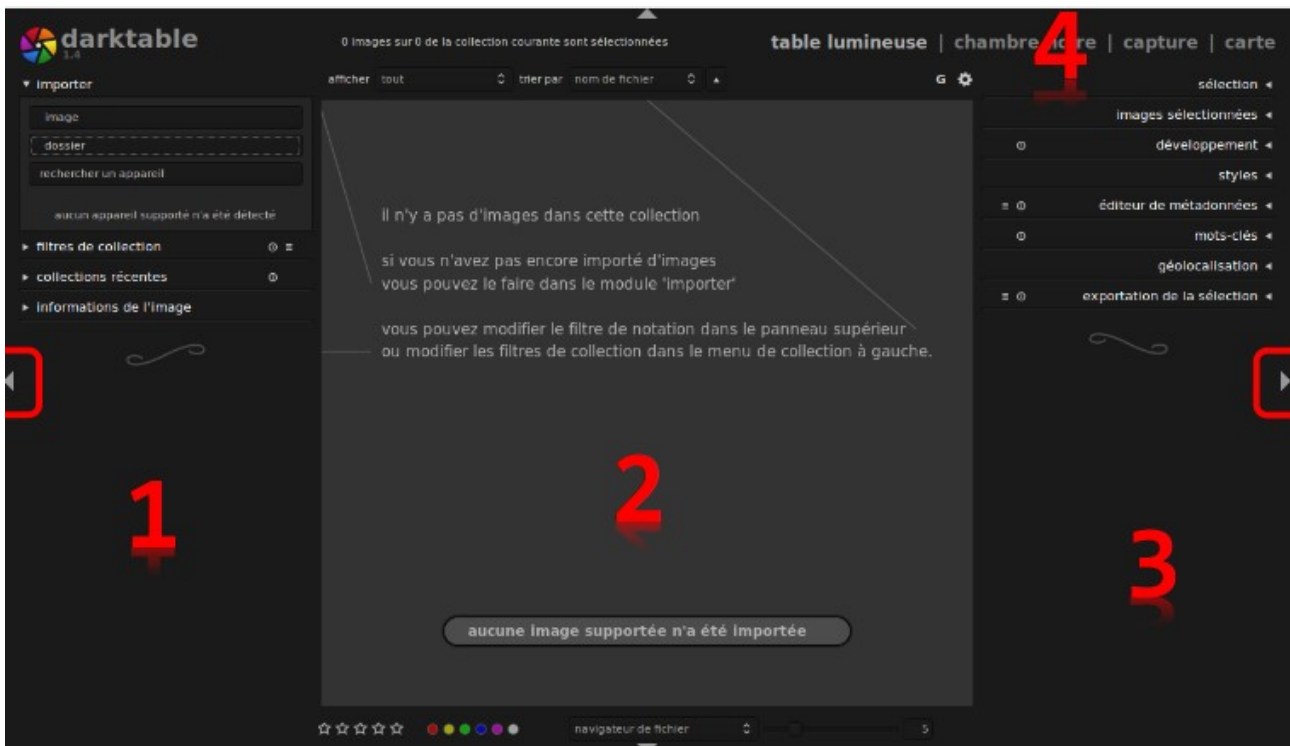 darktable
1.4
0 images sur 0 de la collection courante sont sélectionnées
table lumineuse | chambre noire | capture | carte
4
afficher tout trier par nom de fichier
G
importer
image
dossier
rechercher un appareil
aucun appareil supporté n'a été détecté
filtres de collection
collections récentes
informations de l'image
il n'y a pas d'images dans cette collection
si vous n'avez pas encore importé d'images
vous pouvez le faire dans le module 'importer'
vous pouvez modifier le filtre de notation dans le panneau supérieur
ou modifier les filtres de collection dans le menu de collection à gauche.
sélection
images sélectionnées
développement
styles
éditeur de métadonnées
mots-clés
géolocalisation
exportation de la sélection
1
2
3
aucune image supportée n'a été importée
navigateur de fichier
5